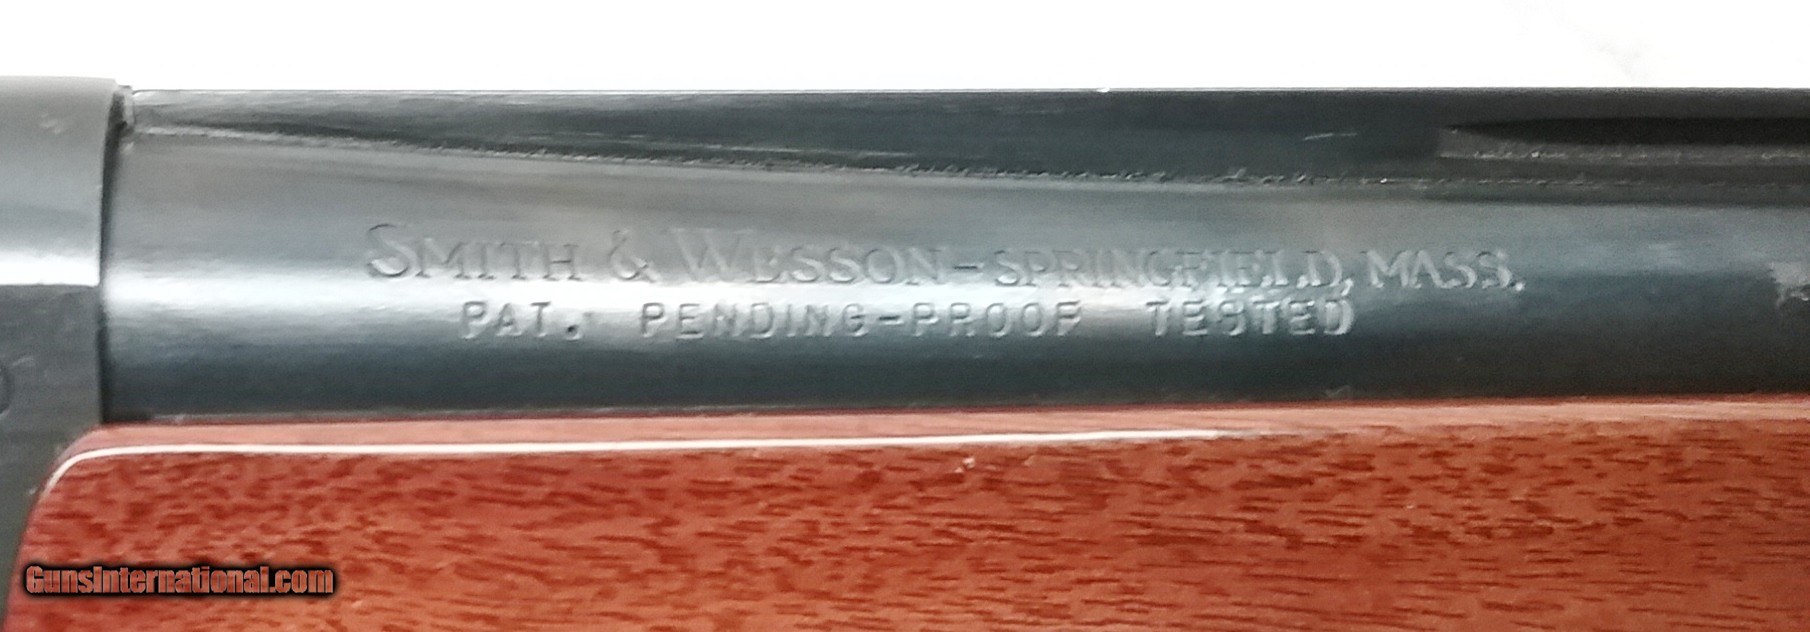 SMITH & WESSON-SPRINGFIELD, MASS.
PAT. PENDING-PROOF TESTED
GunsInternational.com